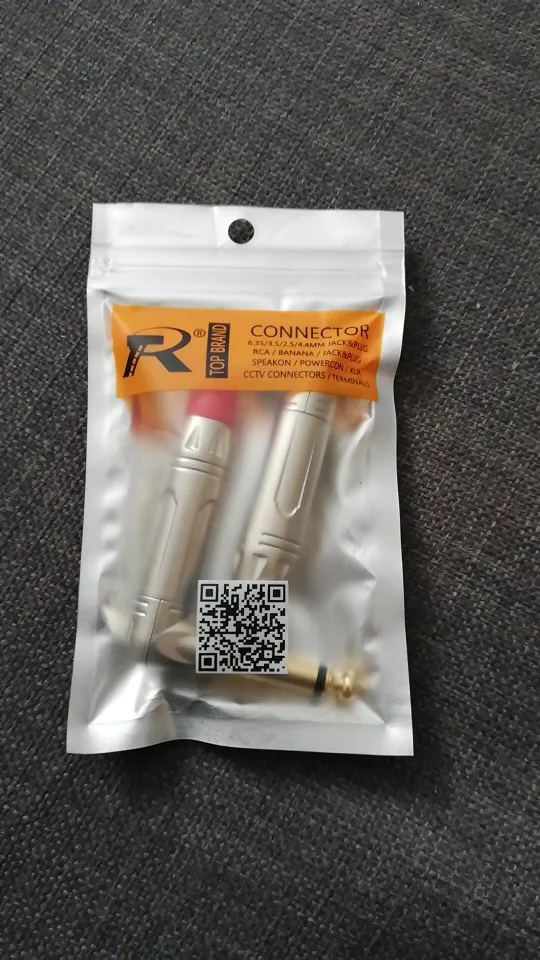 R®
TOP BRAND
CONNECTOR
6.35/3.5/2.5/4.4MM JACK&PLUG
RCA / BANANA / JACK&PLUG
SPEAKON / POWERCON / XLR
CCTV CONNECTORS / TERMINALS